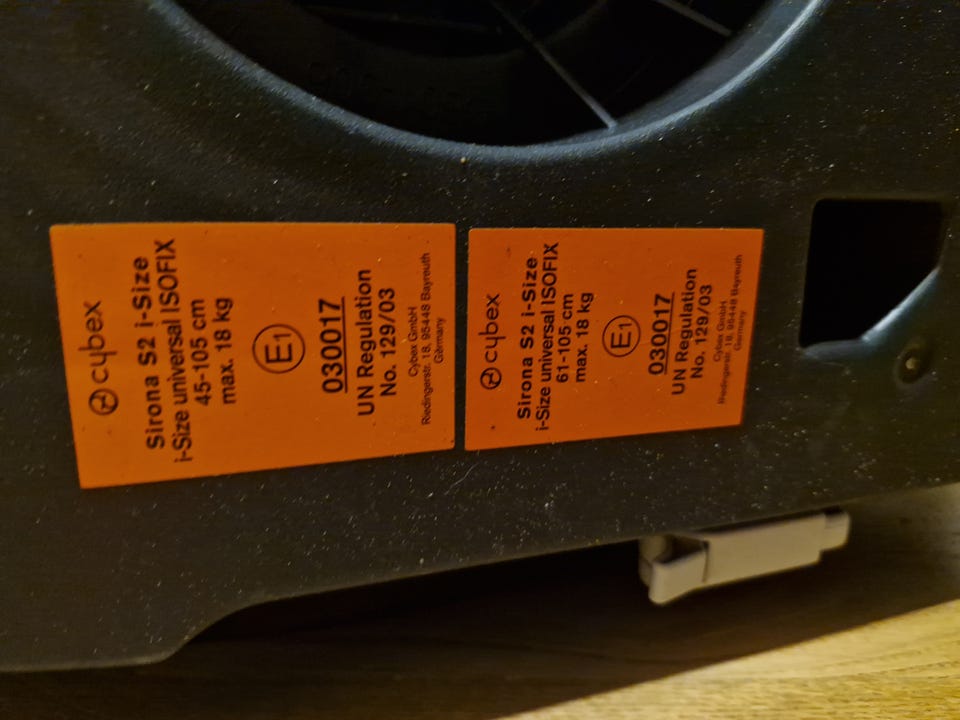 cybex
Sirona S2 i-Size
i-Size universal ISOFIX
45-105 cm
max. 18 kg
E1
030017
UN Regulation
No. 129/03
Cybex GmbH
Riedingerstr. 18, 95448 Bayreuth
Germany
cybex
Sirona S2 i-Size
i-Size universal ISOFIX
61-105 cm
max. 18 kg
E1
030017
UN Regulation
No. 129/03
Cybex GmbH
Riedingerstr. 18, 95448 Bayreuth
Germany